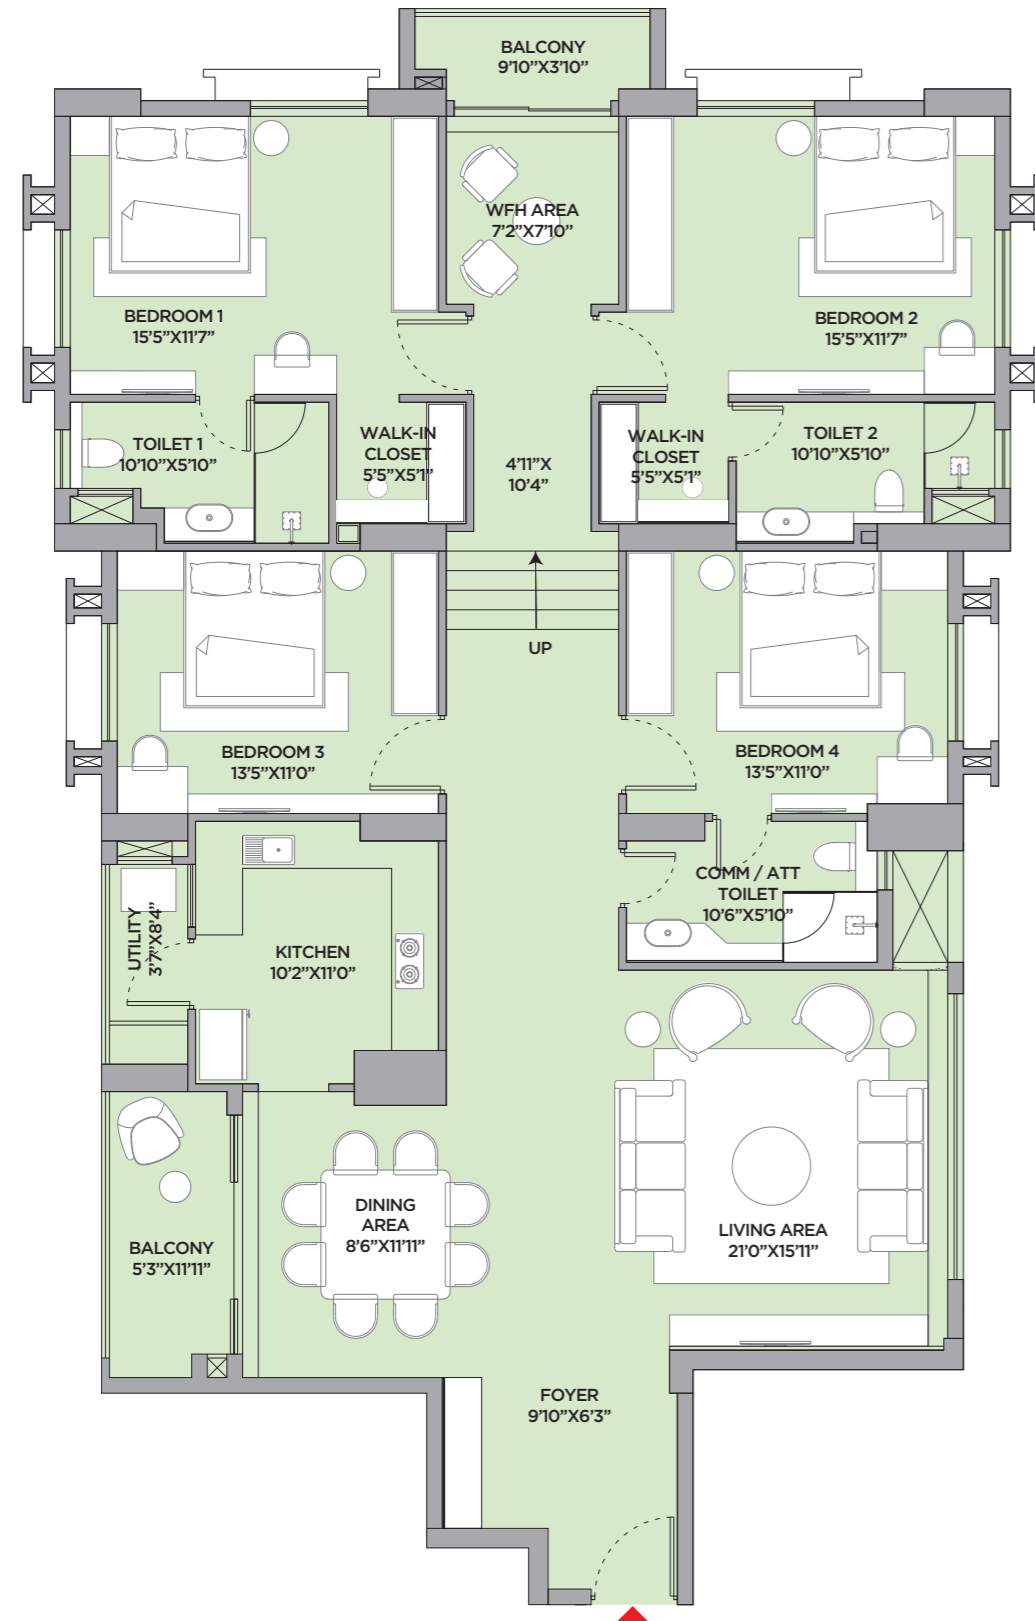 BALCONY
9'10”X3'10”
WFH AREA
7'2”X7'10”
BEDROOM 1
15'5”X11'7”
BEDROOM 2
15'5”X11'7”
TOILET 1
10'10”X5'10”
WALK-IN
CLOSET
5'5”X5'1”
4'11”X
10'4”
WALK-IN
CLOSET
5'5”X5'1”
TOILET 2
10'10”X5'10”
UP
BEDROOM 3
13'5”X11'0”
BEDROOM 4
13'5”X11'0”
UTILITY
3'7”X8'4”
KITCHEN
10'2”X11'0”
COMM / ATT
TOILET
10'6”X5'10”
BALCONY
5'3”X11'11”
DINING
AREA
8'6”X11'11”
LIVING AREA
21'0”X15'11”
FOYER
9'10”X6'3”